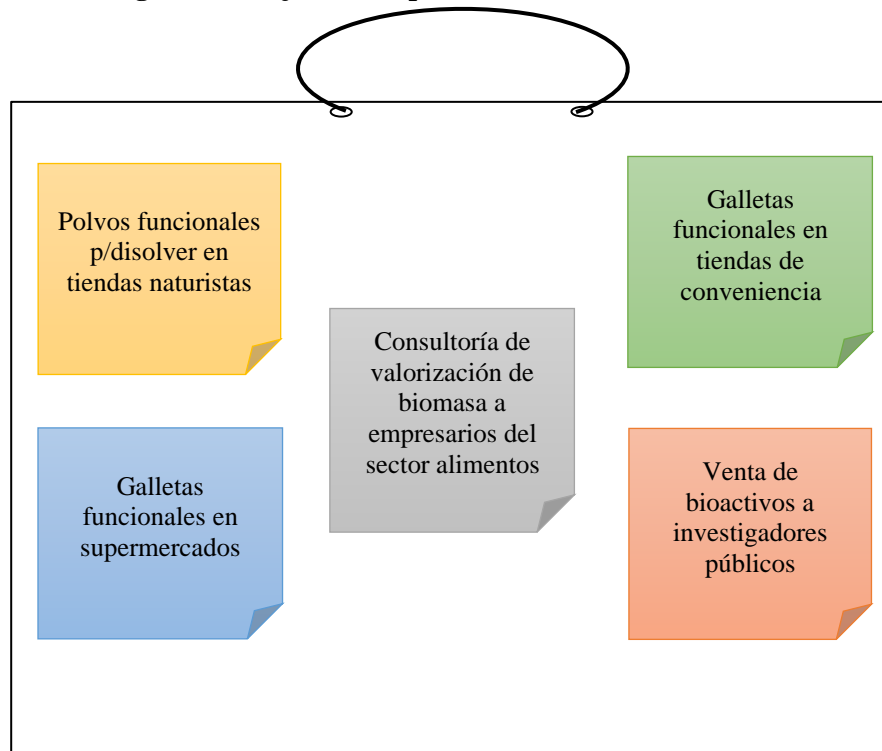 Polvos funcionales
p/disolver en
tiendas naturistas
Galletas
funcionales en
tiendas de
conveniencia
Consultoría de
valorización de
biomasa a
empresarios del
sector alimentos
Galletas
funcionales en
supermercados
Venta de
bioactivos a
investigadores
públicos